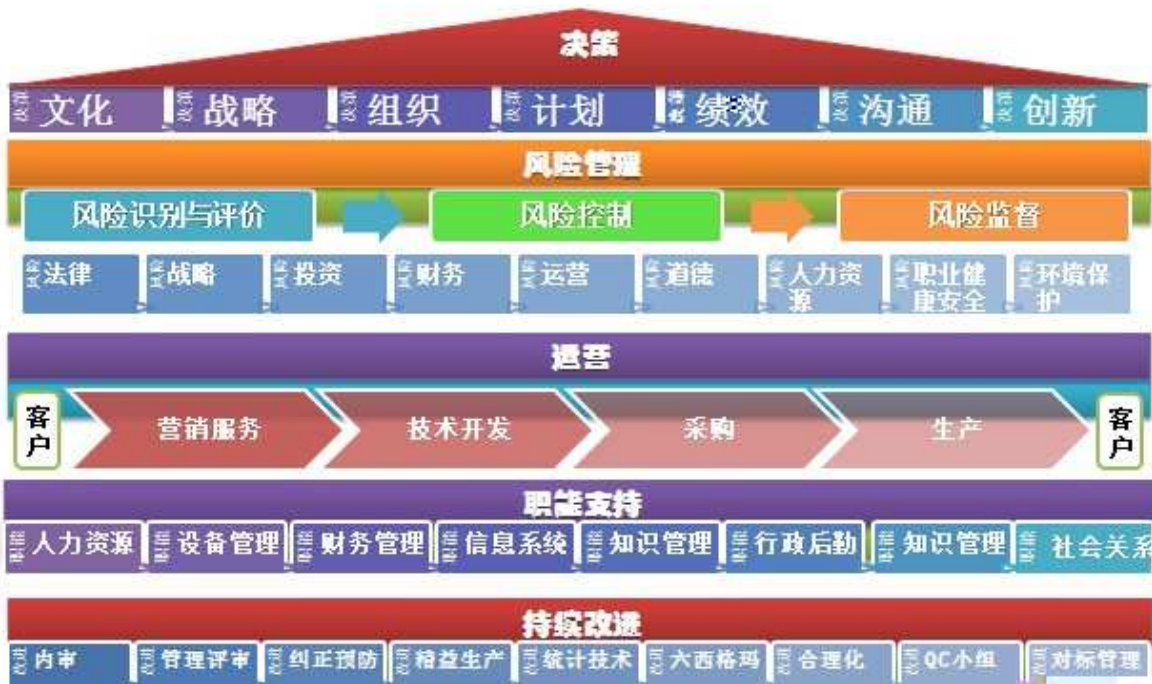 决策
文化 战略 组织 计划 绩效 沟通 创新
风险管理
风险识别与评价 风险控制 风险监督
法律 战略 投资 财务 运营 道德 人力资源 职业健康安全 环境保护
运营
客户 营销服务 技术开发 采购 生产 客户
职能支持
人力资源 设备管理 财务管理 信息系统 知识管理 行政后勤 知识管理 社会关系
持续改进
内审 管理评审 纠正预防 精益生产 统计技术 六西格玛 合理化 QC小组 对标管理